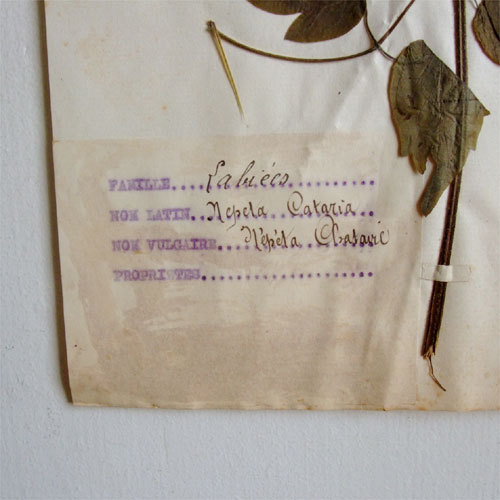 FAMILLE....Labiées..........
NOM LATIN..Nepeta Cataria..
NOM VULGAIRE...Népéta Chataire
PROPRIETES......................